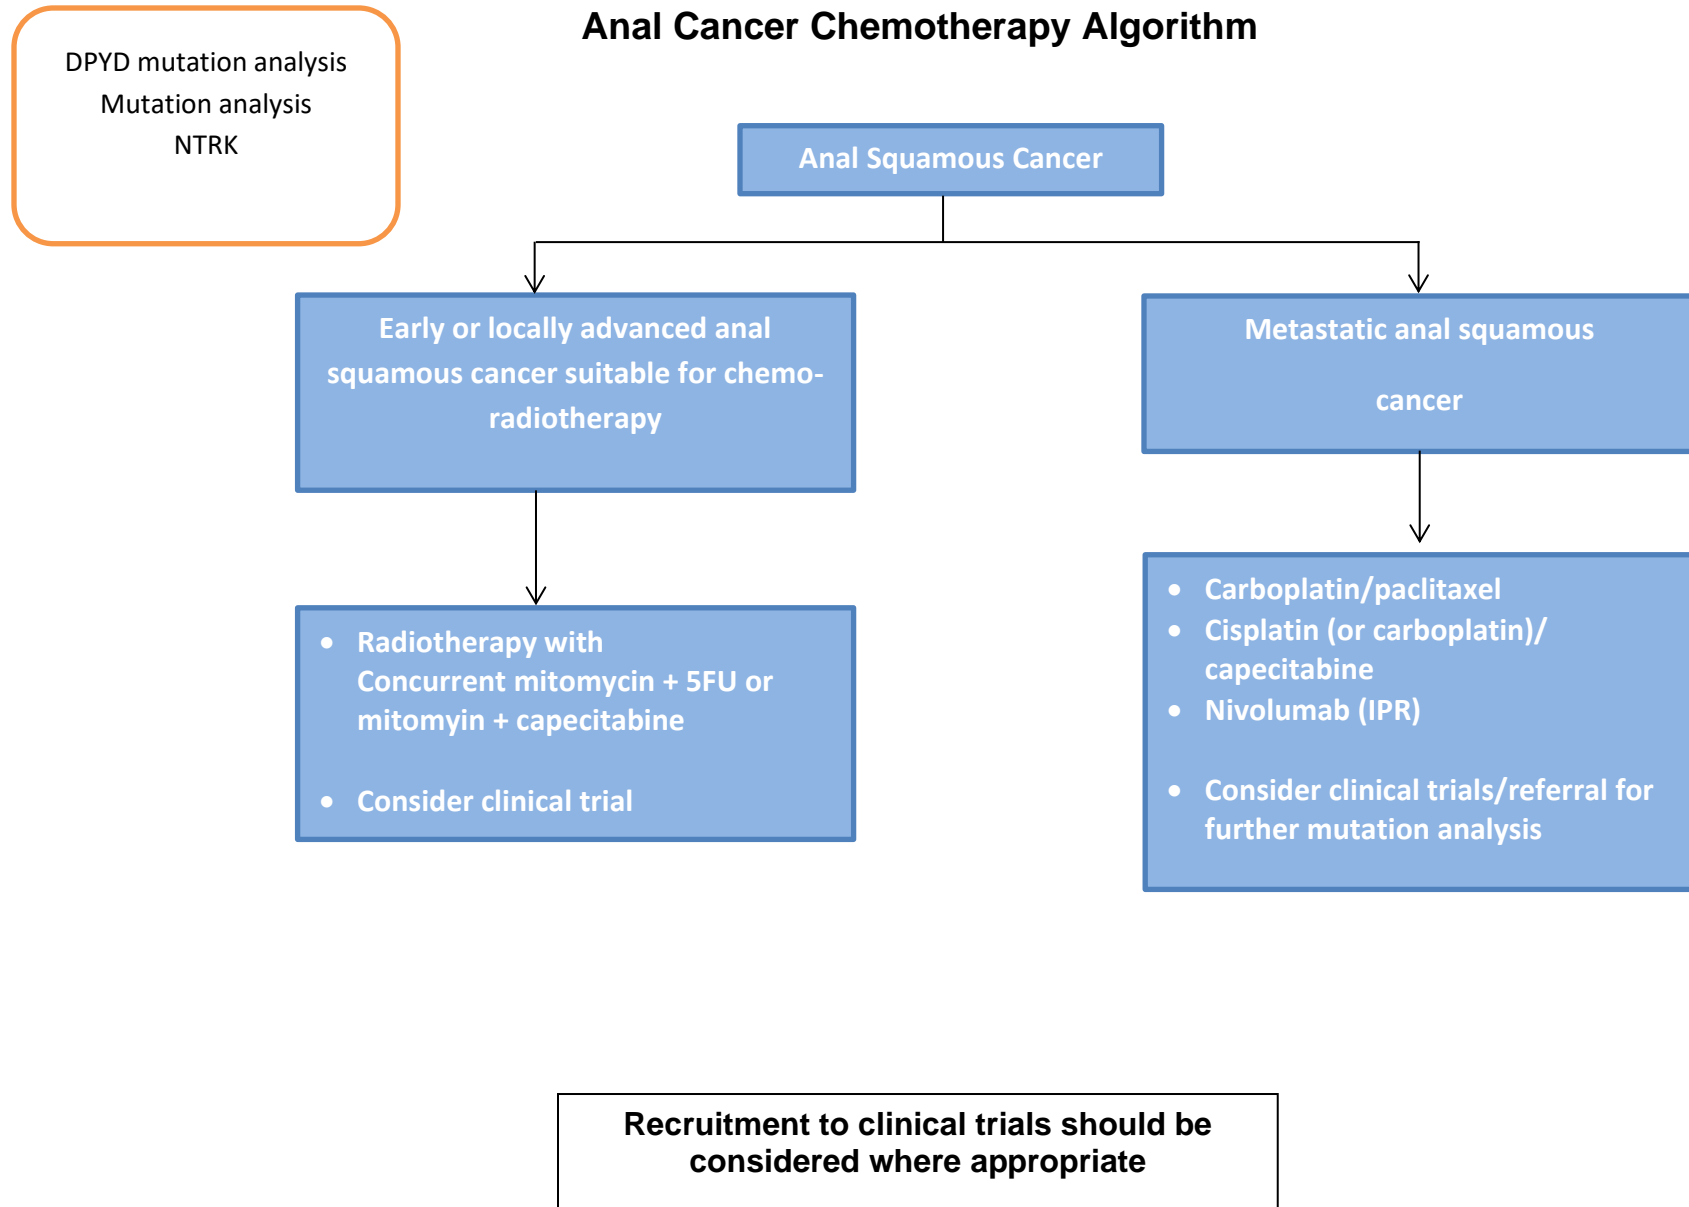 Anal Cancer Chemotherapy Algorithm
DPYD mutation analysis
Mutation analysis
NTRK
Anal Squamous Cancer
Early or locally advanced anal
squamous cancer suitable for chemo-
radiotherapy
Metastatic anal squamous
cancer
• Radiotherapy with
Concurrent mitomycin + 5FU or
mitomyin + capecitabine
• Consider clinical trial
• Carboplatin/paclitaxel
• Cisplatin (or carboplatin)/
capecitabine
• Nivolumab (IPR)
• Consider clinical trials/referral for
further mutation analysis
Recruitment to clinical trials should be
considered where appropriate